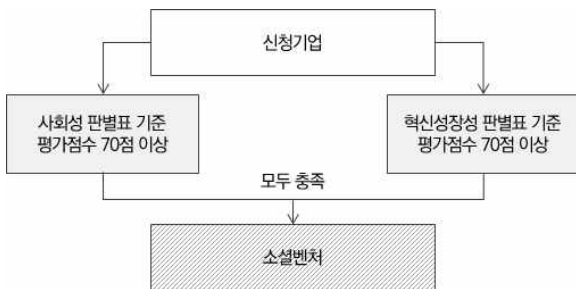 신청기업
사회성 판별표 기준
평가점수 70점 이상
혁신성장성 판별표 기준
평가점수 70점 이상
모두 충족
소셜벤처